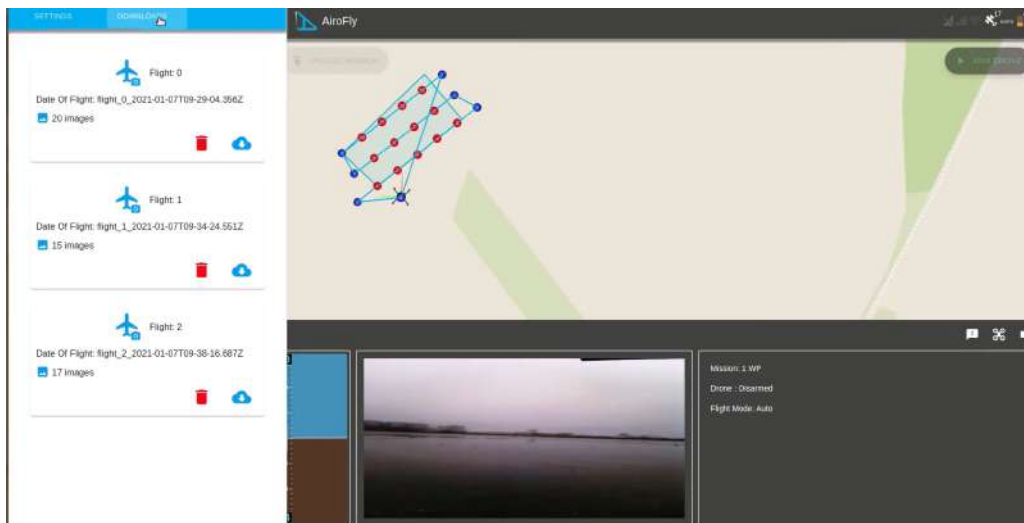 SETTINGS
DOWNLOADS
AiroFly
17
Flight: 0
Date Of Flight: flight_0_2021-01-07T09-29-04.356Z
20 images
Flight: 1
Date Of Flight: flight_1_2021-01-07T09-34-24.551Z
15 images
Flight: 2
Date Of Flight: flight_2_2021-01-07T09-38-16.687Z
17 images
Mission: 1 WP
Drone : Disarmed
Flight Mode: Auto